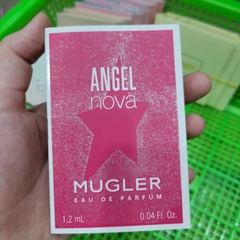 ANGEL
nova
MUGLER
EAU DE PARFUM
1,2 mL 0.04 Fl. Oz.